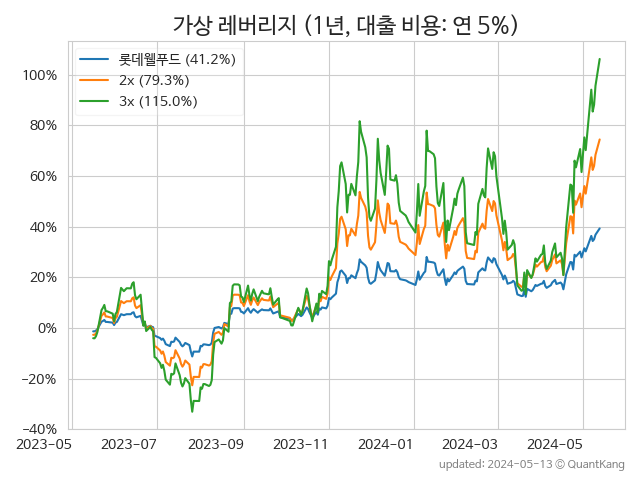 가상 레버리지 (1년, 대출 비용: 연 5%)
롯데웰푸드 (41.2%)
2x (79.3%)
3x (115.0%)
100%
80%
60%
40%
20%
0%
−20%
−40%
2023-05 2023-07 2023-09 2023-11 2024-01 2024-03 2024-05
updated: 2024-05-13 © QuantKang